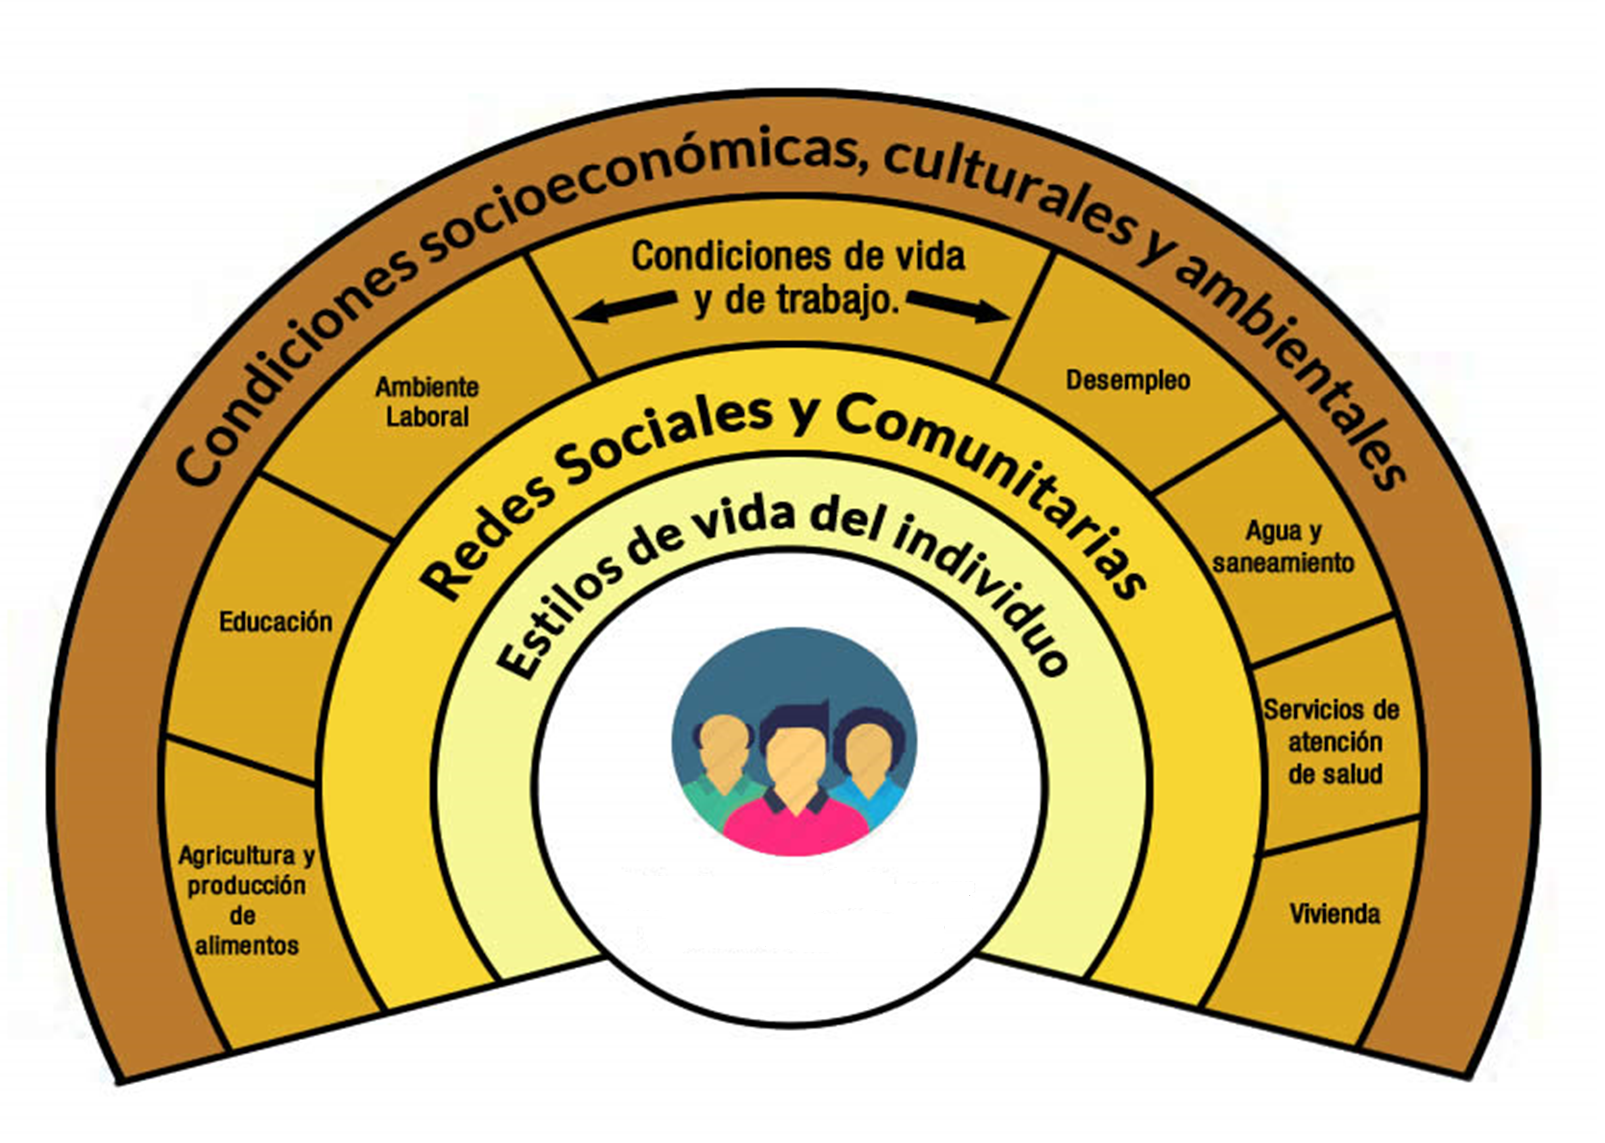 Condiciones socioeconómicas, culturales y ambientales
Condiciones de vida
y de trabajo.
Ambiente
Laboral
Educación
Agricultura y
producción
de
alimentos
Desempleo
Agua y
saneamiento
Servicios de
atención
de salud
Vivienda
Redes Sociales y Comunitarias
Estilos de vida del individuo